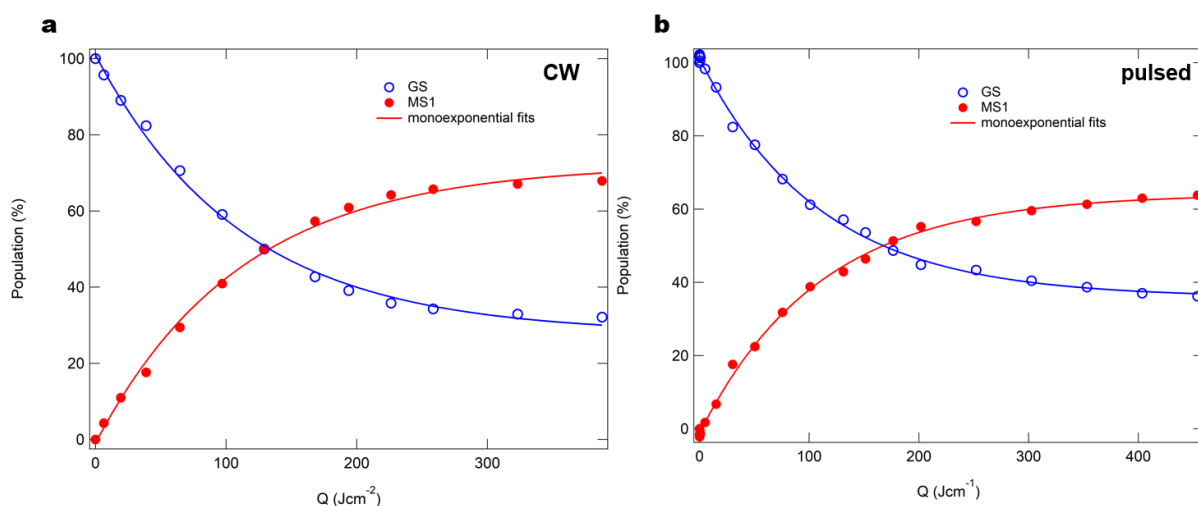 a
CW
GS
MS1
monoexponential fits
Population (%)
100
80
60
40
20
0
0 100 200 300
Q (Jcm-2)
b
pulsed
GS
MS1
monoexponential fits
Population (%)
100
80
60
40
20
0
0 100 200 300 400
Q (Jcm-1)